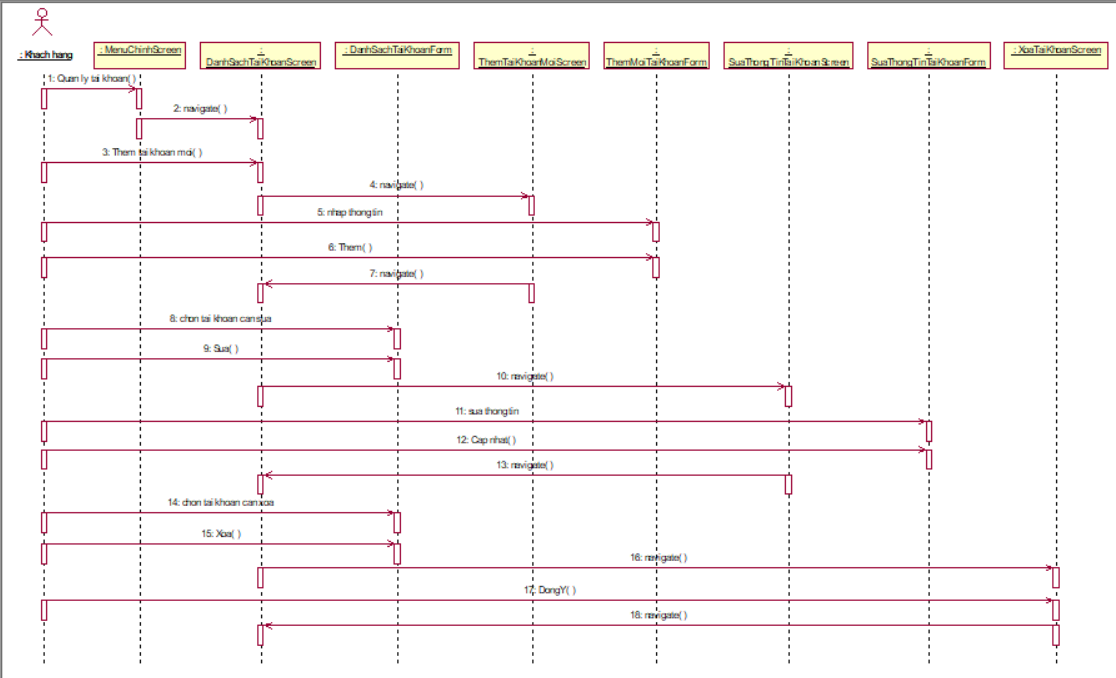 : Khach hang
: MenuChinhScreen
:
DanhSachTaiKhoanScreen
: DanhSachTaiKhoanForm
:
ThemTaiKhoanMoiScreen
:
ThemMoiTaiKhoanForm
:
SuaThongTinTaiKhoanScreen
:
SuaThongTinTaiKhoanForm
: XoaTaiKhoanScreen
1: Quan ly tai khoan( )
2: navigate( )
3: Them tai khoan moi( )
4: navigate( )
5: nhap thong tin
6: Them( )
7: navigate( )
8: chon tai khoan can sua
9: Sua( )
10: navigate( )
11: sua thong tin
12: Cap nhat( )
13: navigate( )
14: chon tai khoan can xoa
15: Xoa( )
16: navigate( )
17: DongY( )
18: navigate( )